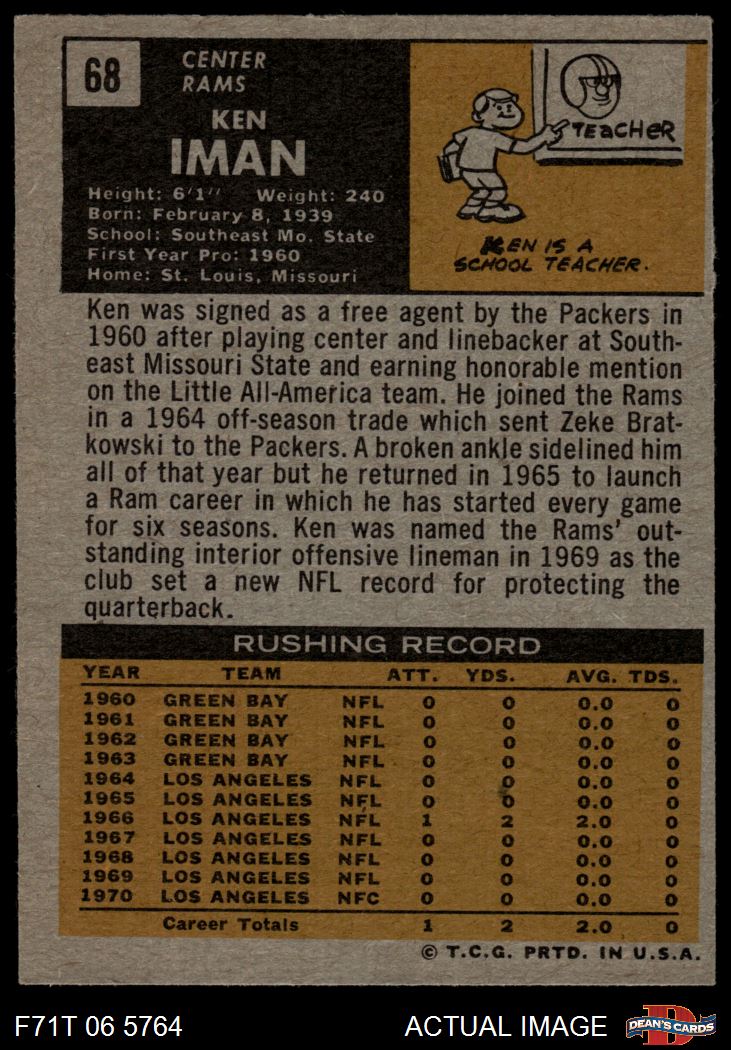 68
CENTER
RAMS
KEN
IMAN
Height: 6'1" Weight: 240
Born: February 8, 1939
School: Southeast Mo. State
First Year Pro: 1960
Home: St. Louis, Missouri
TEACHER
KEN IS A
SCHOOL TEACHER.
Ken was signed as a free agent by the Packers in
1960 after playing center and linebacker at South-
east Missouri State and earning honorable mention
on the Little All-America team. He joined the Rams
in a 1964 off-season trade which sent Zeke Brat-
kowski to the Packers. A broken ankle sidelined him
all of that year but he returned in 1965 to launch
a Ram career in which he has started every game
for six seasons. Ken was named the Rams' out-
standing interior offensive lineman in 1969 as the
club set a new NFL record for protecting the
quarterback.
RUSHING RECORD
YEAR TEAM ATT. YDS. AVG. TDS.
1960 GREEN BAY NFL 0 0 0.0 0
1961 GREEN BAY NFL 0 0 0.0 0
1962 GREEN BAY NFL 0 0 0.0 0
1963 GREEN BAY NFL 0 0 0.0 0
1964 LOS ANGELES NFL 0 0 0.0 0
1965 LOS ANGELES NFL 0 0 0.0 0
1966 LOS ANGELES NFL 1 2 2.0 0
1967 LOS ANGELES NFL 0 0 0.0 0
1968 LOS ANGELES NFL 0 0 0.0 0
1969 LOS ANGELES NFL 0 0 0.0 0
1970 LOS ANGELES NFC 0 0 0.0 0
Career Totals 1 2 2.0 0
© T.C.G. PRTD. IN U.S.A.
F71T 06 5764 ACTUAL IMAGE
D
DEAN'S CARDS